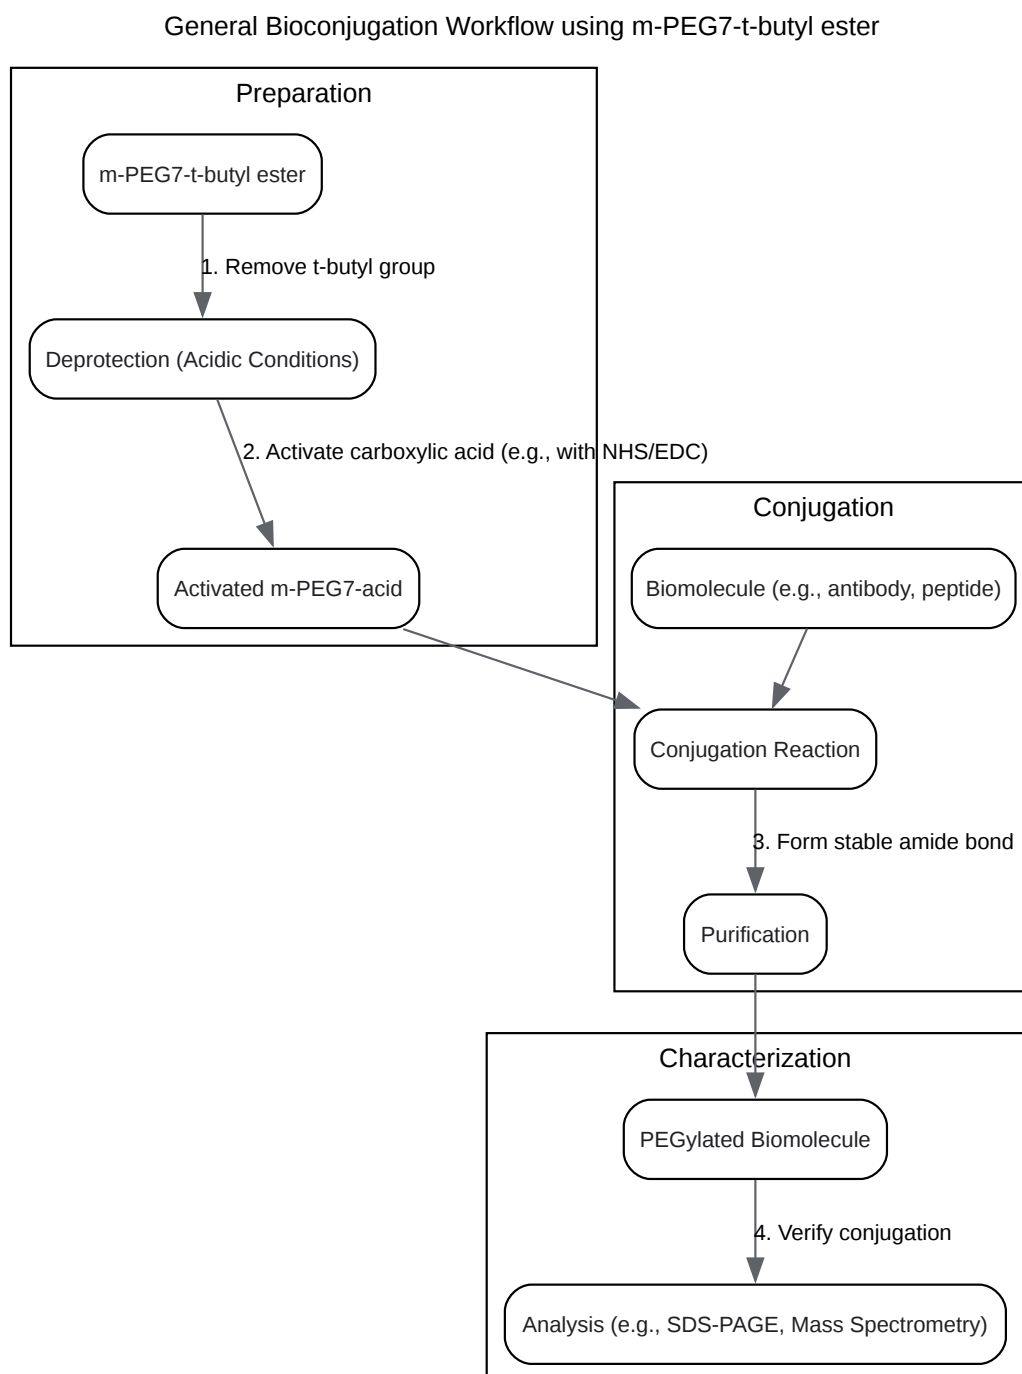 General Bioconjugation Workflow using m-PEG7-t-butyl ester
Preparation
m-PEG7-t-butyl ester
1. Remove t-butyl group
Deprotection (Acidic Conditions)
2. Activate carboxylic acid (e.g., with NHS/EDC)
Activated m-PEG7-acid
Conjugation
Biomolecule (e.g., antibody, peptide)
Conjugation Reaction
3. Form stable amide bond
Purification
Characterization
PEGylated Biomolecule
4. Verify conjugation
Analysis (e.g., SDS-PAGE, Mass Spectrometry)